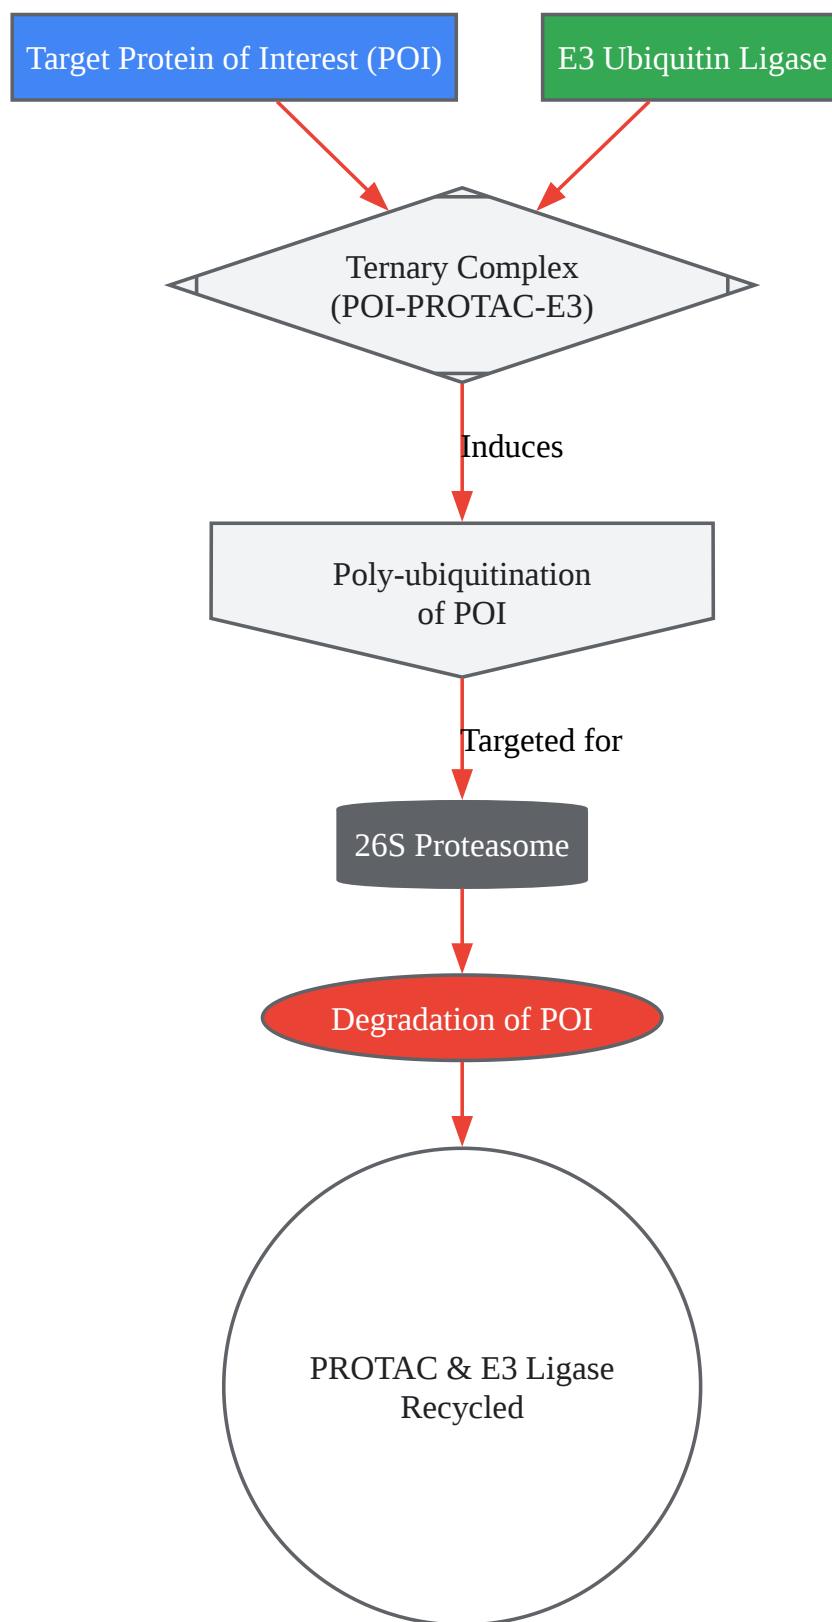 Target Protein of Interest (POI)
E3 Ubiquitin Ligase
Ternary Complex
(POI-PROTAC-E3)
Induces
Poly-ubiquitination
of POI
Targeted for
26S Proteasome
Degradation of POI
PROTAC & E3 Ligase
Recycled